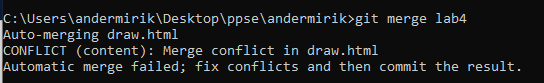 C:\Users\andermirik\Desktop\ppse\andermirik>git merge lab4
Auto-merging draw.html
CONFLICT (content): Merge conflict in draw.html
Automatic merge failed; fix conflicts and then commit the result.